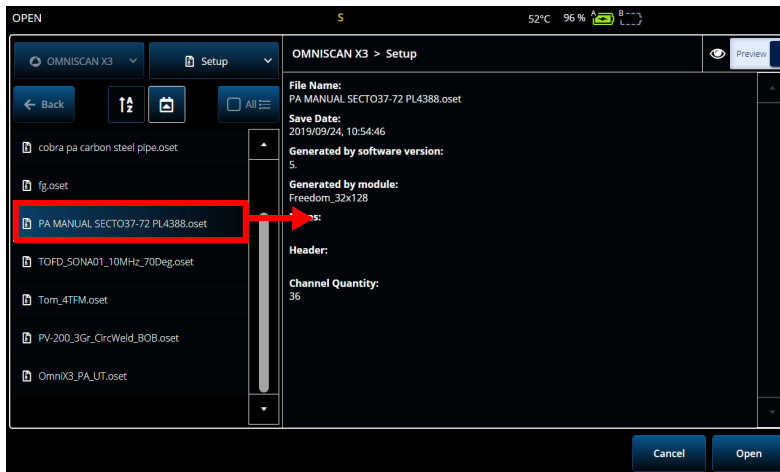 OPEN
S
52°C 96 % A B
OMNISCAN X3
Setup
OMNISCAN X3 > Setup
Preview
Back
A
Z
All
cobra pa carbon steel pipe.oset
fg.oset
PA MANUAL SECTO37-72 PL4388.oset
TOFD_SONA01_10MHz_70Deg.oset
Tom_4TFM.oset
PV-200_3Gr_CircWeld_BOB.oset
OmniX3_PA_UT.oset
File Name:
PA MANUAL SECTO37-72 PL4388.oset
Save Date:
2019/09/24, 10:54:46
Generated by software version:
5.
Generated by module:
Freedom_32x128
Header:
Channel Quantity:
36
Cancel
Open